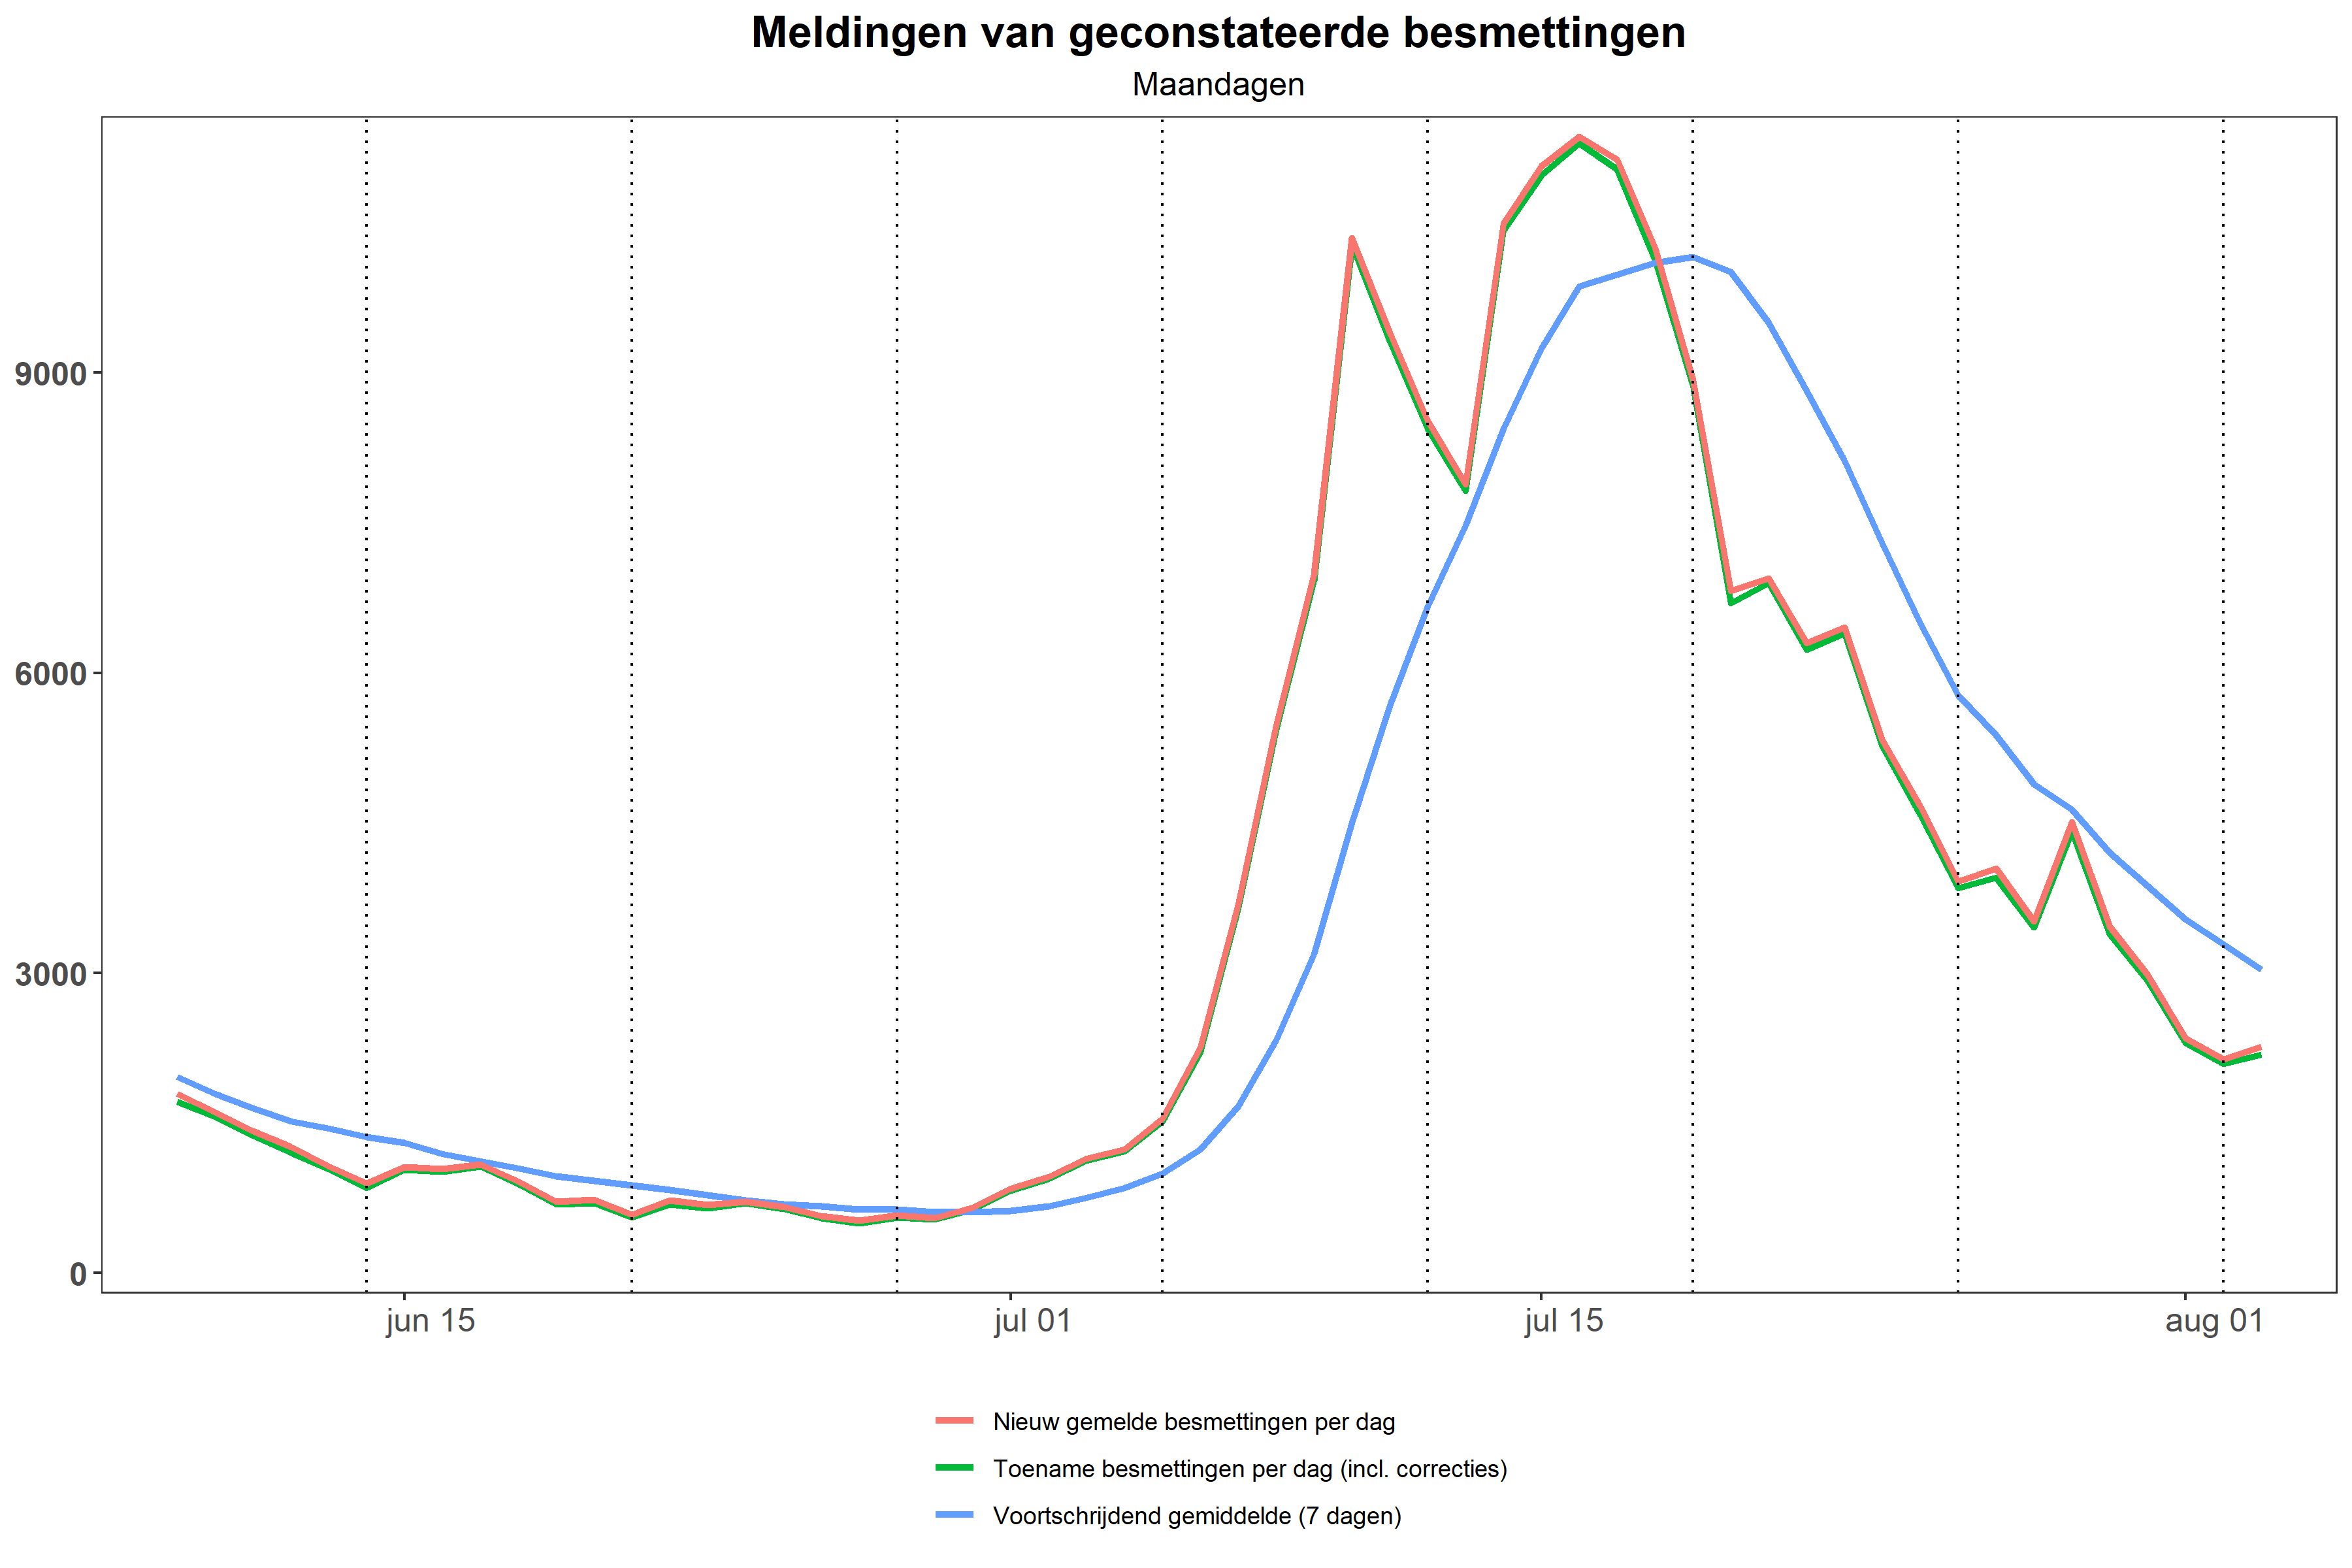 Meldingen van geconstateerde besmettingen
Maandagen
9000
6000
3000
0
jun 15
jul 01
jul 15
aug 01
Nieuw gemelde besmettingen per dag
Toename besmettingen per dag (incl. correcties)
Voortschrijdend gemiddelde (7 dagen)